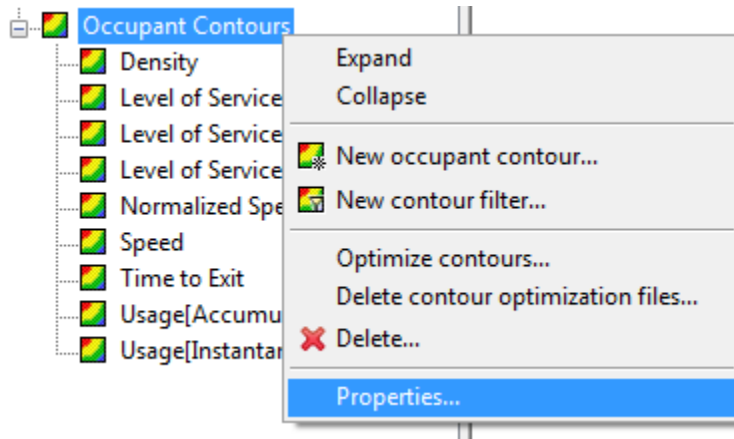 Occupant Contours
Density
Level of Service
Level of Service
Level of Service
Normalized Spe
Speed
Time to Exit
Usage[Accumu
Usage[Instantar
Expand
Collapse
New occupant contour...
New contour filter...
Optimize contours...
Delete contour optimization files...
Delete...
Properties...